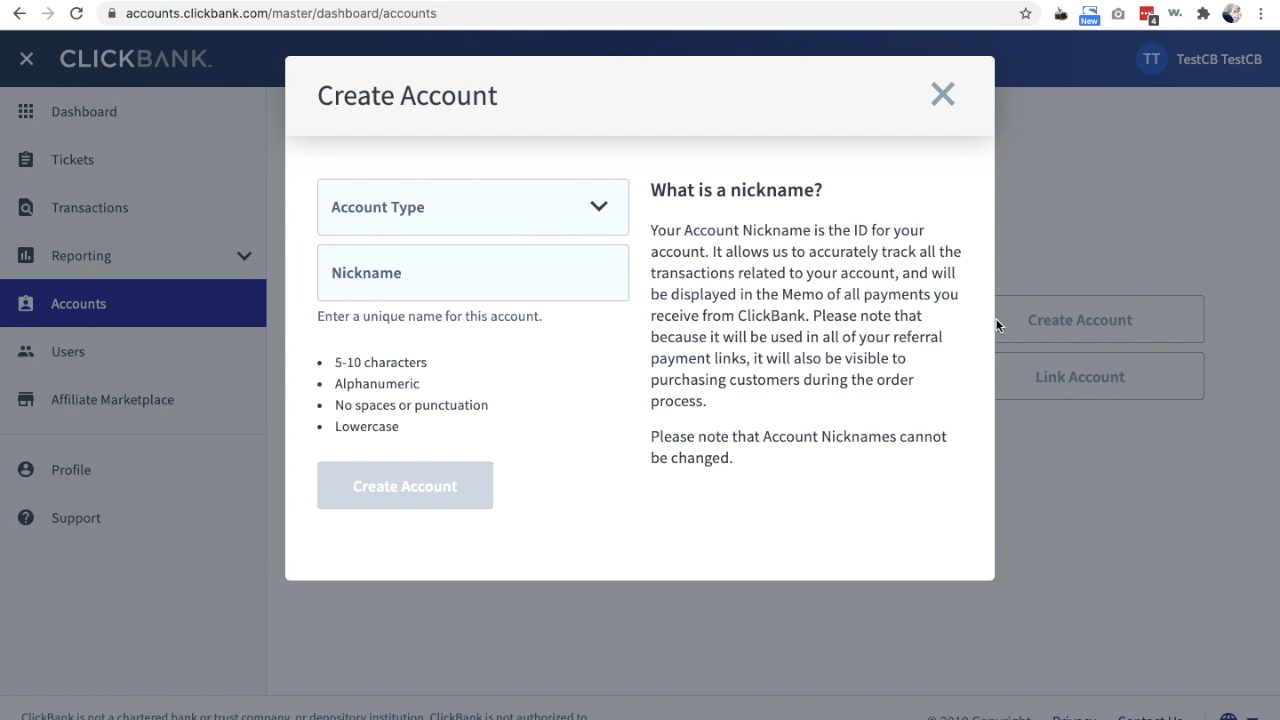 accounts.clickbank.com/master/dashboard/accounts
New
4
CLICKBANK
TT TestCB TestCB
Dashboard
Tickets
Transactions
Reporting
Accounts
Users
Affiliate Marketplace
Profile
Support
Create Account
Account Type
Nickname
Enter a unique name for this account.
• 5-10 characters
• Alphanumeric
• No spaces or punctuation
• Lowercase
Create Account
What is a nickname?
Your Account Nickname is the ID for your
account. It allows us to accurately track all the
transactions related to your account, and will
be displayed in the Memo of all payments you
receive from ClickBank. Please note that
because it will be used in all of your referral
payment links, it will also be visible to
purchasing customers during the order
process.
Please note that Account Nicknames cannot
be changed.
Create Account
Link Account
ClickBank is not a chartered bank or trust company, or depository institution. ClickBank is not authorized to
Copyright Privacy Contact Us